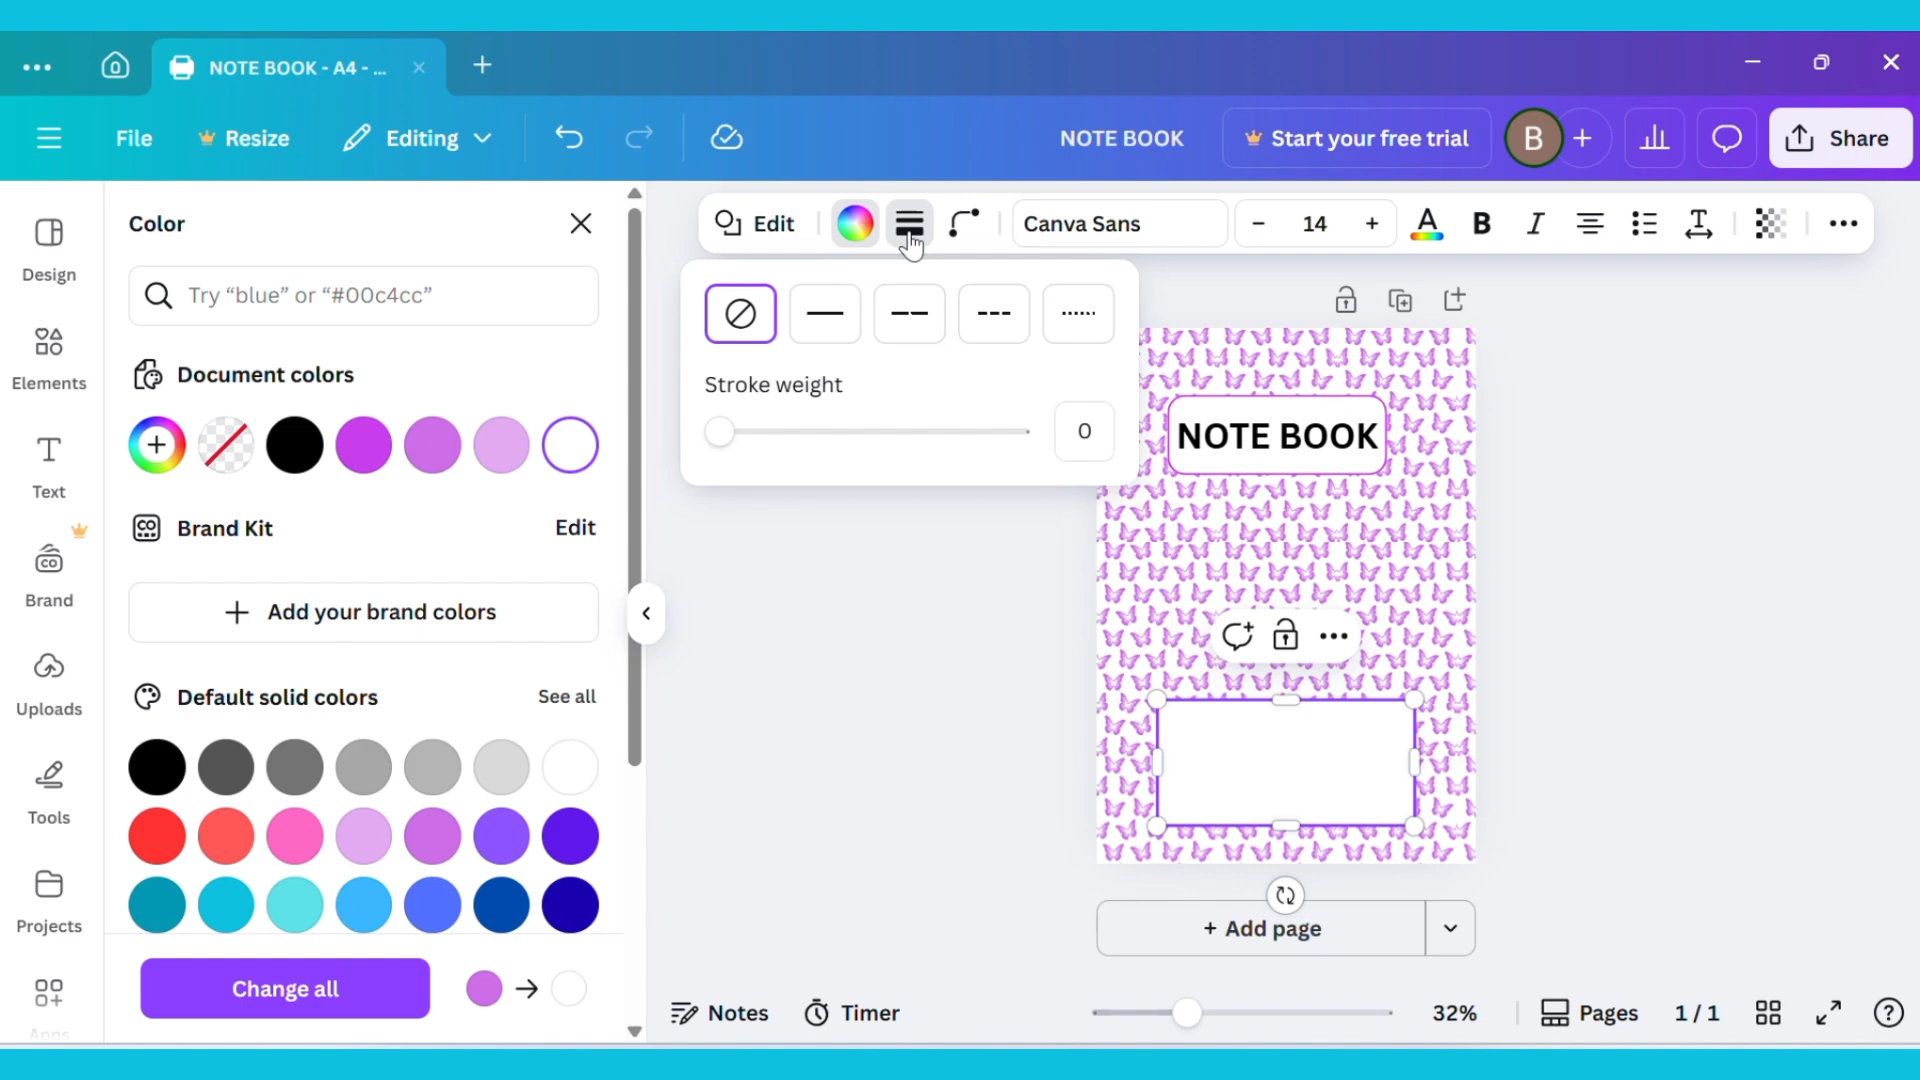 NOTE BOOK - A4 - ...
File
Resize
Editing
NOTE BOOK
Start your free trial
B
Share
Design
Elements
Text
Brand
Uploads
Tools
Projects
Apps
Color
Try “blue” or “#00c4cc”
Document colors
Brand Kit
Edit
Add your brand colors
Default solid colors
See all
Change all
Edit
Canva Sans
– 14 +
A
B
I
Stroke weight
0
NOTE BOOK
+ Add page
Notes
Timer
32%
Pages
1 / 1